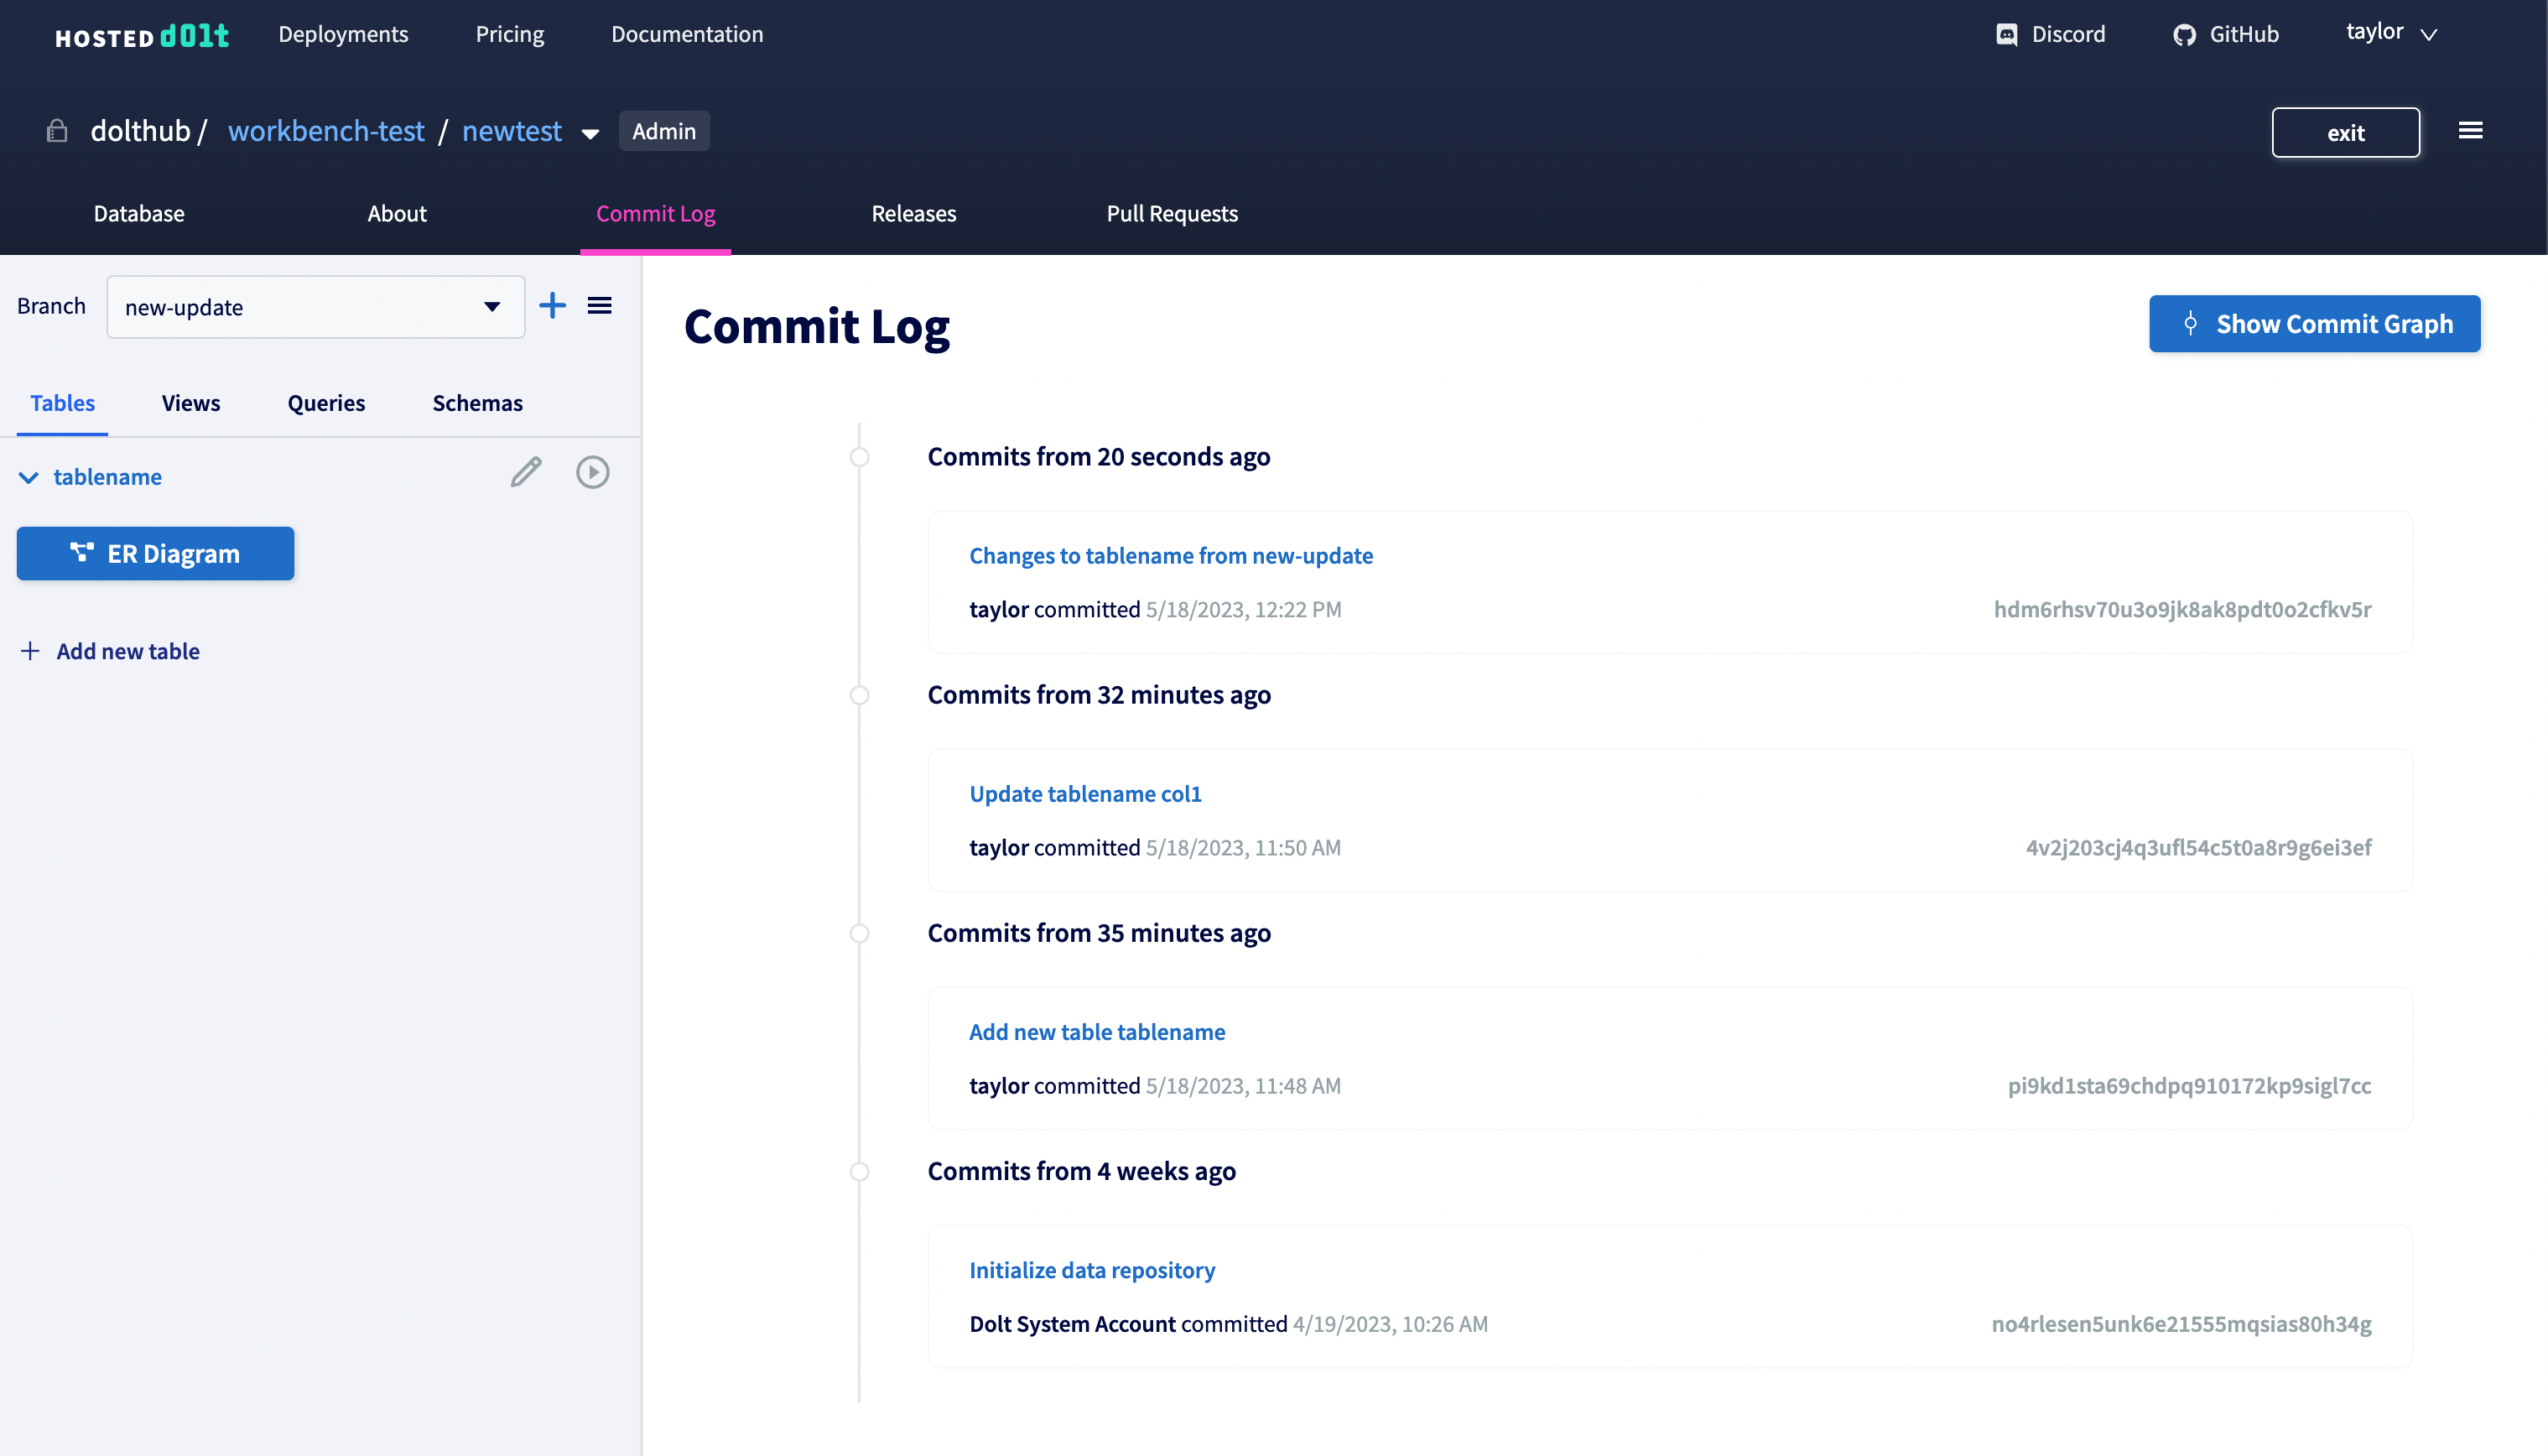 HOSTED dolt Deployments Pricing Documentation Discord GitHub taylor
dolthub / workbench-test / newtest Admin exit
Database About Commit Log Releases Pull Requests
Branch new-update
Tables Views Queries Schemas
tablename
ER Diagram
Add new table
Commit Log Show Commit Graph
Commits from 20 seconds ago
Changes to tablename from new-update
taylor committed 5/18/2023, 12:22 PM hdm6rhsv70u3o9jk8ak8pdt0o2cfkv5r
Commits from 32 minutes ago
Update tablename col1
taylor committed 5/18/2023, 11:50 AM 4v2j203cj4q3ufl54c5t0a8r9g6ei3ef
Commits from 35 minutes ago
Add new table tablename
taylor committed 5/18/2023, 11:48 AM pi9kd1sta69chdpq910172kp9sigl7cc
Commits from 4 weeks ago
Initialize data repository
Dolt System Account committed 4/19/2023, 10:26 AM no4rlesen5unk6e21555mqsias80h34g